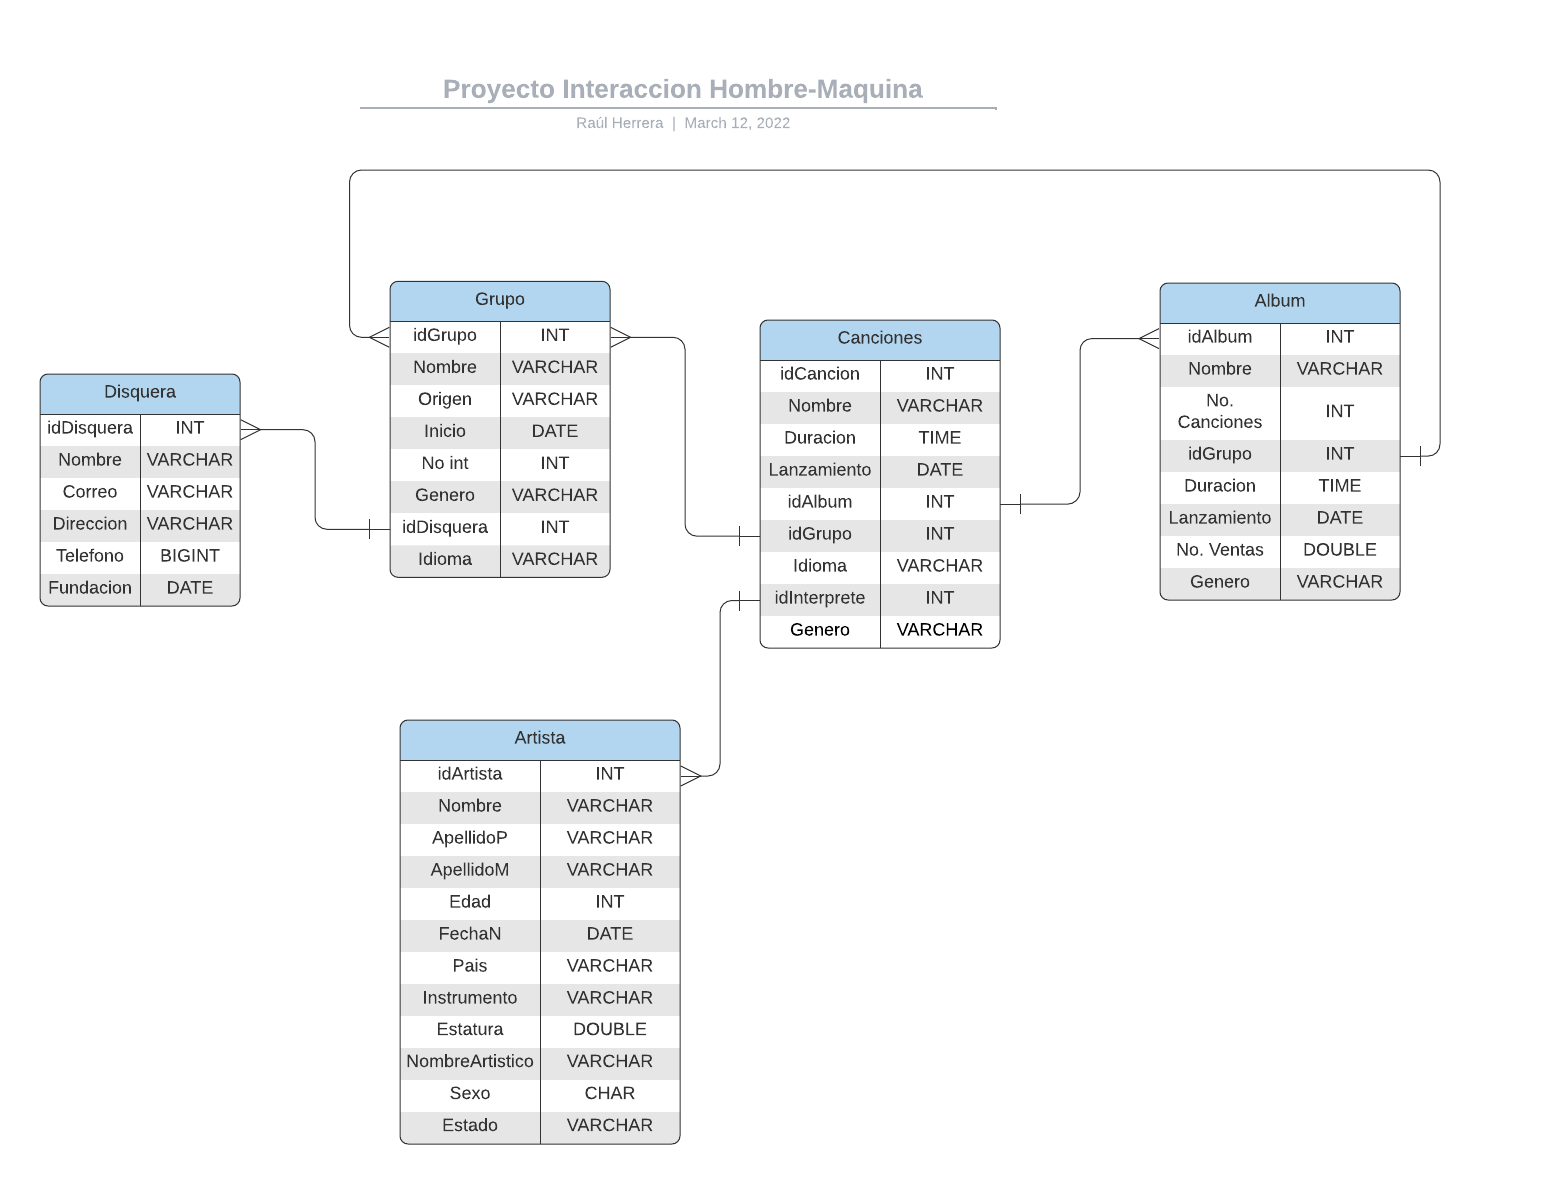 Proyecto Interaccion Hombre-Maquina
Raúl Herrera | March 12, 2022
Disquera
idDisquera INT
Nombre VARCHAR
Correo VARCHAR
Direccion VARCHAR
Telefono BIGINT
Fundacion DATE
Grupo
idGrupo INT
Nombre VARCHAR
Origen VARCHAR
Inicio DATE
No int INT
Genero VARCHAR
idDisquera INT
Idioma VARCHAR
Canciones
idCancion INT
Nombre VARCHAR
Duracion TIME
Lanzamiento DATE
idAlbum INT
idGrupo INT
Idioma VARCHAR
idInterprete INT
Genero VARCHAR
Album
idAlbum INT
Nombre VARCHAR
No.
Canciones INT
idGrupo INT
Duracion TIME
Lanzamiento DATE
No. Ventas DOUBLE
Genero VARCHAR
Artista
idArtista INT
Nombre VARCHAR
ApellidoP VARCHAR
ApellidoM VARCHAR
Edad INT
FechaN DATE
Pais VARCHAR
Instrumento VARCHAR
Estatura DOUBLE
NombreArtistico VARCHAR
Sexo CHAR
Estado VARCHAR